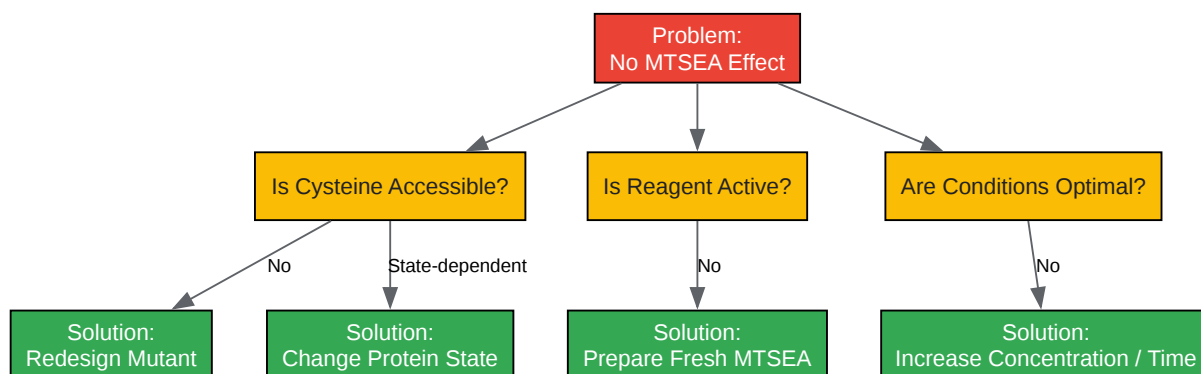 Problem:
No MTSEA Effect
Is Cysteine Accessible?
Is Reagent Active?
Are Conditions Optimal?
No
State-dependent
No
No
Solution:
Redesign Mutant
Solution:
Change Protein State
Solution:
Prepare Fresh MTSEA
Solution:
Increase Concentration / Time